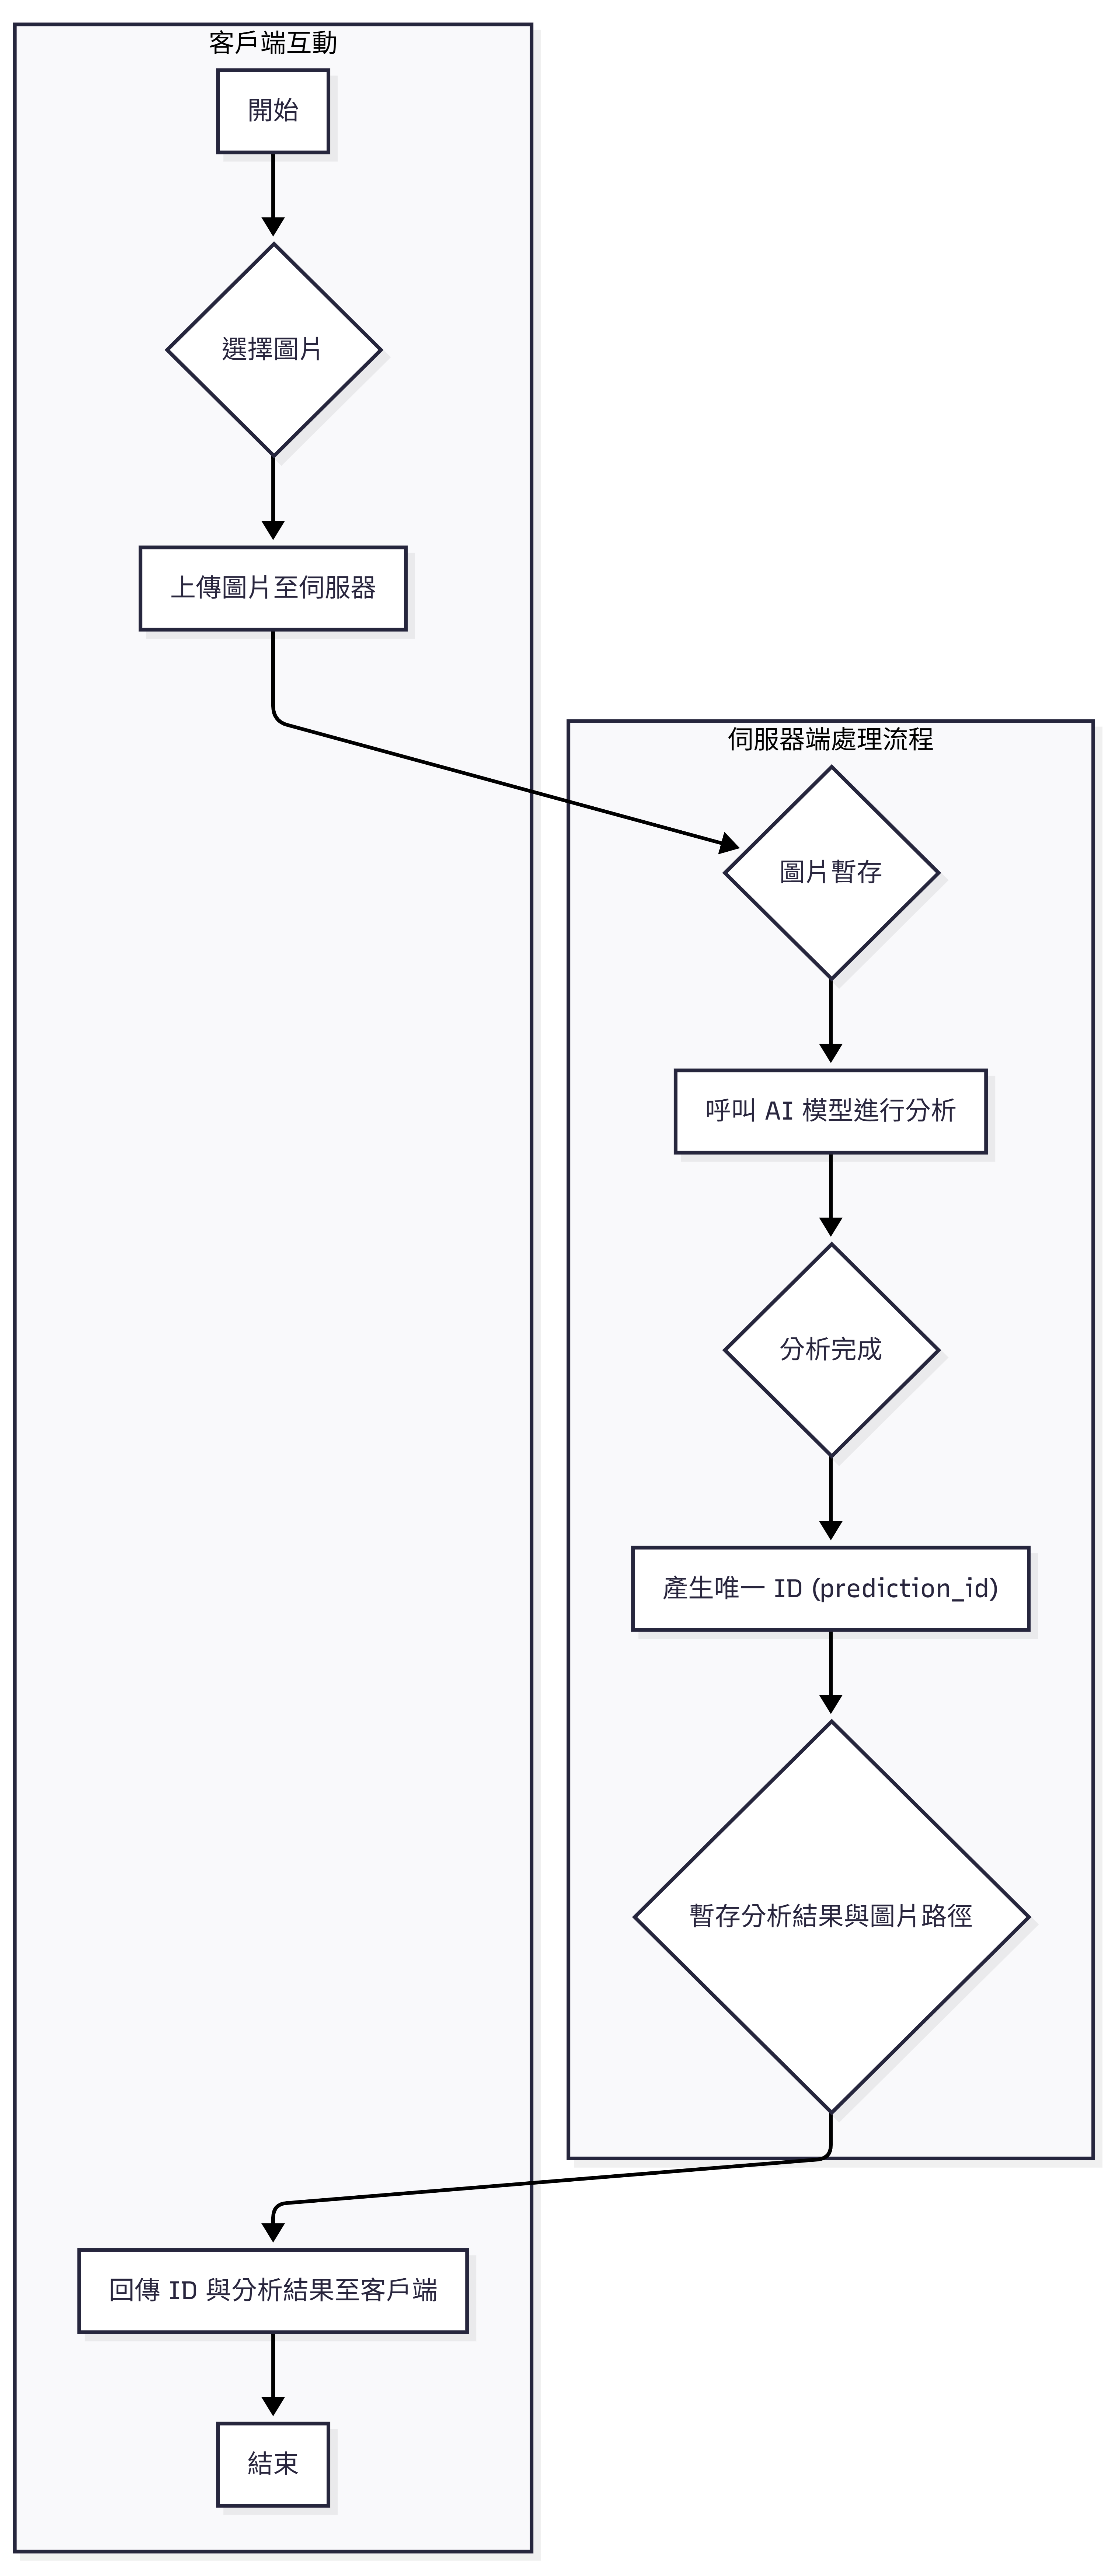 客戶端互動
開始
選擇圖片
上傳圖片至伺服器
伺服器端處理流程
圖片暫存
呼叫 AI 模型進行分析
分析完成
產生唯一 ID (prediction_id)
暫存分析結果與圖片路徑
回傳 ID 與分析結果至客戶端
結束